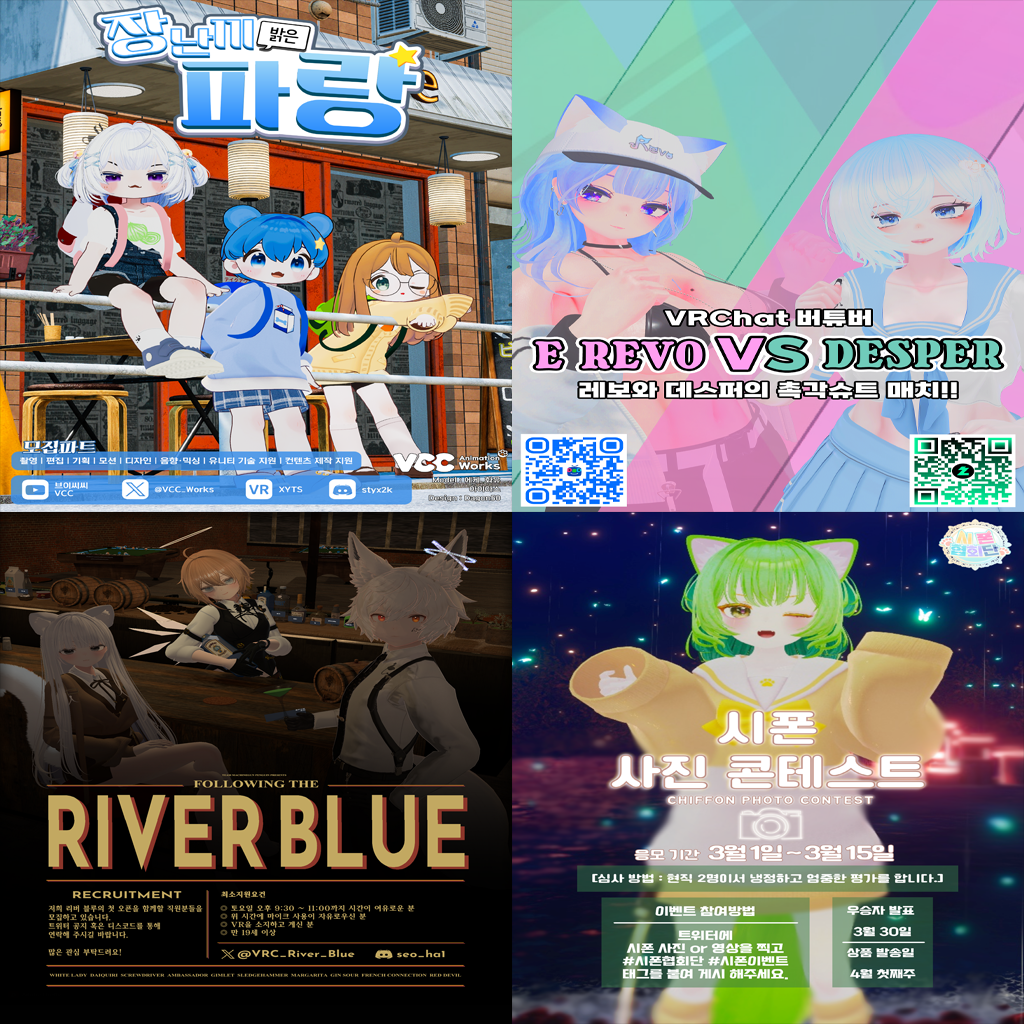 장난끼 밝은
파랑
모집파트
촬영 | 편집 | 기획 | 모션 | 디자인 | 음향·믹싱 | 유니티 기술 지원 | 컨텐츠 제작 지원
브이씨씨
VCC
@VCC_Works
VR XYTS
styx2k
VCC Animation Works
Design : Dragon98
Revo
VRChat 버튜버
E REVO VS DESPER
레보와 데스퍼의 촉각슈트 매치!!
FOLLOWING THE
RIVER BLUE
RECRUITMENT
저희 리버 블루의 첫 오픈을 함께할 직원분들을
모집하고 있습니다.
트위터 공지 혹은 디스코드를 통해
연락해 주시길 바랍니다.
많은 관심 부탁드려요!
최소지원요건
◎ 토요일 오후 9:30 ~ 11:00까지 시간이 여유로운 분
◎ 위 시간에 마이크 사용이 자유로우신 분
◎ VR을 소지하고 계신 분
◎ 만 19세 이상
@VRC_River_Blue
seo_ha1
WHITE LADY DAIQUIRI SCREWDRIVER AMBASSADOR GIMLET SLEDGEHAMMER MARGARITA GIN SOUR FRENCH CONNECTION RED DEVIL
시폰
협회단
시폰
사진 콘테스트
CHIFFON PHOTO CONTEST
응모 기간 3월 1일 ~ 3월 15일
[심사 방법 : 현직 2명이서 냉정하고 엄중한 평가를 합니다.]
이벤트 참여방법
트위터에
시폰 사진 or 영상을 찍고
#시폰협회단 #시폰이벤트
태그를 붙여 게시 해주세요.
우승자 발표
3월 30일
상품 발송일
4월 첫째주